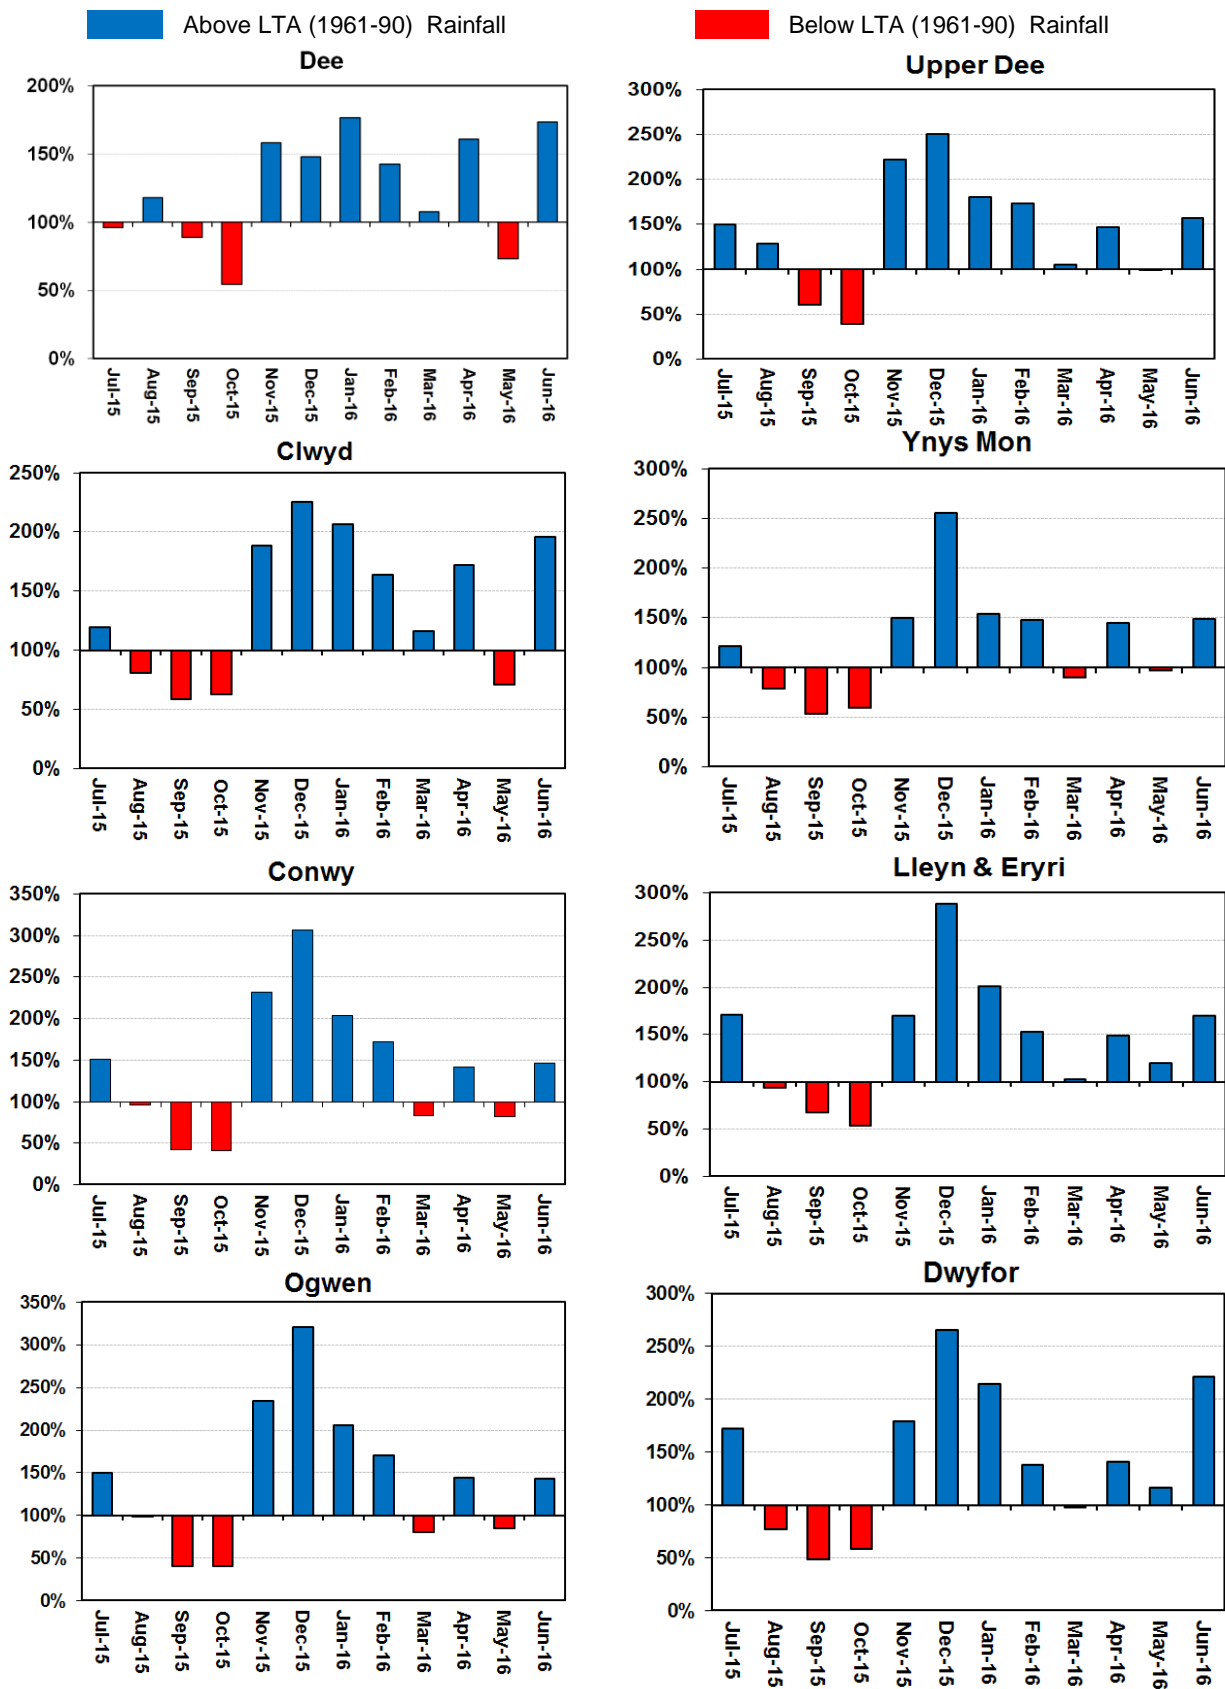 Above LTA (1961-90) Rainfall
Below LTA (1961-90) Rainfall
Dee
200%
150%
100%
50%
0%
Jul-15
Aug-15
Sep-15
Oct-15
Nov-15
Dec-15
Jan-16
Feb-16
Mar-16
Apr-16
May-16
Jun-16
Upper Dee
300%
250%
200%
150%
100%
50%
0%
Jul-15
Aug-15
Sep-15
Oct-15
Nov-15
Dec-15
Jan-16
Feb-16
Mar-16
Apr-16
May-16
Jun-16
Clwyd
250%
200%
150%
100%
50%
0%
Jul-15
Aug-15
Sep-15
Oct-15
Nov-15
Dec-15
Jan-16
Feb-16
Mar-16
Apr-16
May-16
Jun-16
Ynys Mon
300%
250%
200%
150%
100%
50%
0%
Jul-15
Aug-15
Sep-15
Oct-15
Nov-15
Dec-15
Jan-16
Feb-16
Mar-16
Apr-16
May-16
Jun-16
Conwy
350%
300%
250%
200%
150%
100%
50%
0%
Jul-15
Aug-15
Sep-15
Oct-15
Nov-15
Dec-15
Jan-16
Feb-16
Mar-16
Apr-16
May-16
Jun-16
Lleyn & Eryri
300%
250%
200%
150%
100%
50%
0%
Jul-15
Aug-15
Sep-15
Oct-15
Nov-15
Dec-15
Jan-16
Feb-16
Mar-16
Apr-16
May-16
Jun-16
Ogwen
350%
300%
250%
200%
150%
100%
50%
0%
Jul-15
Aug-15
Sep-15
Oct-15
Nov-15
Dec-15
Jan-16
Feb-16
Mar-16
Apr-16
May-16
Jun-16
Dwyfor
300%
250%
200%
150%
100%
50%
0%
Jul-15
Aug-15
Sep-15
Oct-15
Nov-15
Dec-15
Jan-16
Feb-16
Mar-16
Apr-16
May-16
Jun-16